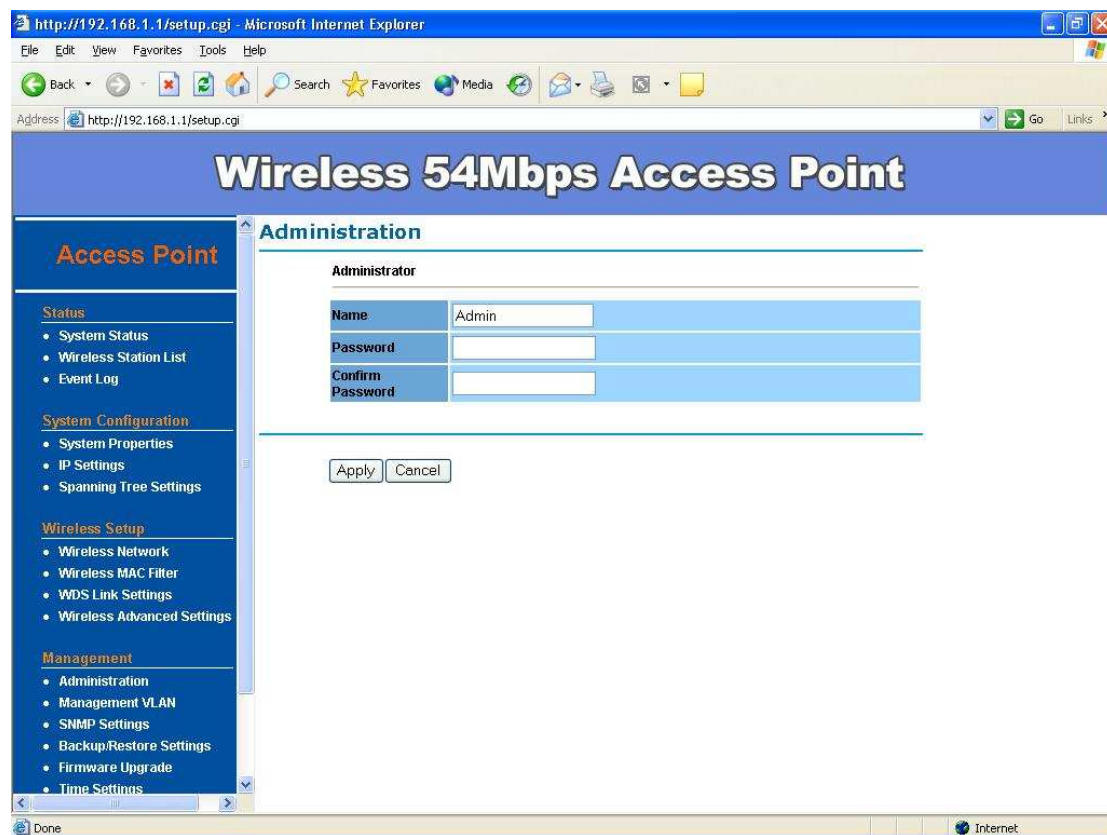 http://192.168.1.1/setup.cgi - Microsoft Internet Explorer
File Edit View Favorites Tools Help
Back Search Favorites Media
Address http://192.168.1.1/setup.cgi Go Links
Wireless 54Mbps Access Point
Access Point
Status
System Status
Wireless Station List
Event Log
System Configuration
System Properties
IP Settings
Spanning Tree Settings
Wireless Setup
Wireless Network
Wireless MAC Filter
WDS Link Settings
Wireless Advanced Settings
Management
Administration
Management VLAN
SNMP Settings
Backup/Restore Settings
Firmware Upgrade
Time Settings
Administration
Administrator
Name Admin
Password
Confirm
Password
Apply Cancel
Done Internet